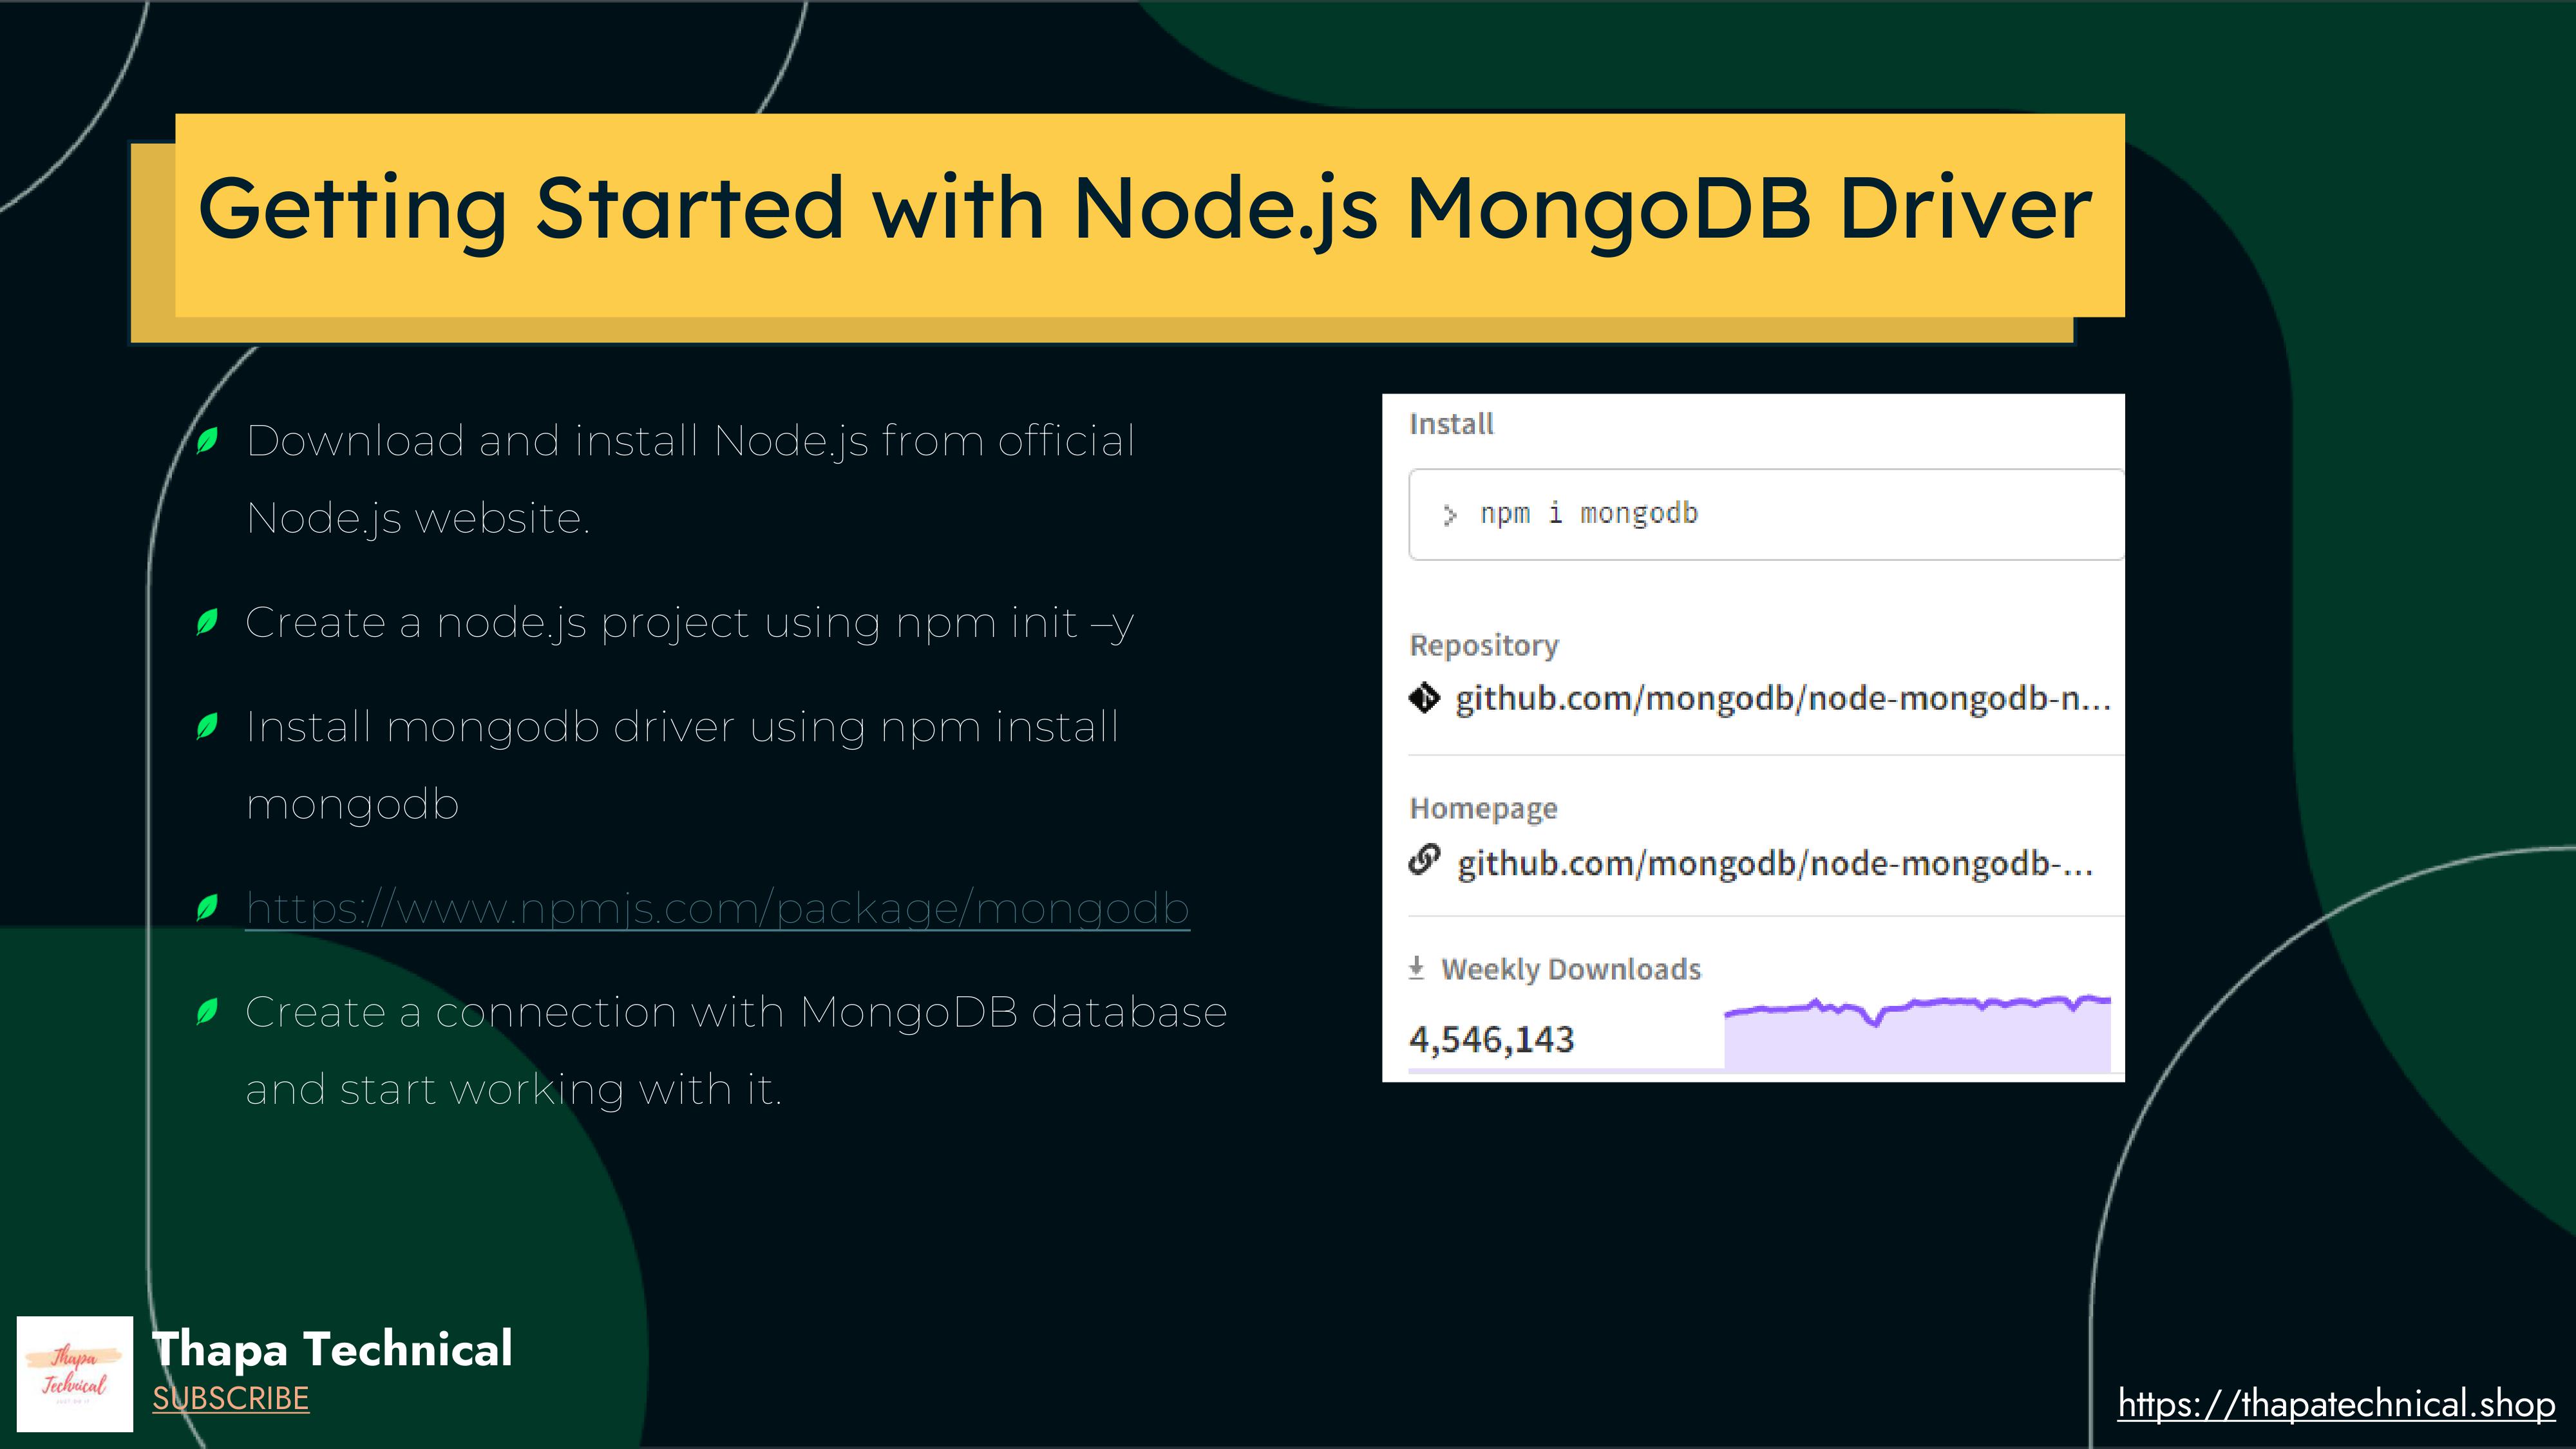 Getting Started with Node.js MongoDB Driver
Download and install Node.js from official
Node.js website.
Create a node.js project using npm init –y
Install mongodb driver using npm install
mongodb
https://www.npmjs.com/package/mongodb
Create a connection with MongoDB database
and start working with it.
Install
> npm i mongodb
Repository
github.com/mongodb/node-mongodb-n...
Homepage
github.com/mongodb/node-mongodb-...
Weekly Downloads
4,546,143
Thapa
Technical
Thapa Technical
SUBSCRIBE
https://thapatechnical.shop